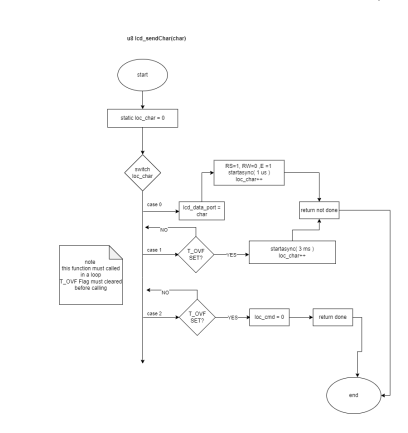 u8 lcd_sendChar(char)
start
static loc_char = 0
switch
loc_char
case 0
lcd_data_port =
char
RS=1, RW=0 ,E =1
startasync( 1 us )
loc_char++
return not done
NO
case 1
T_OVF
SET?
YES
startasync( 3 ms )
loc_char++
note
this function must called
in a loop
T_OVF Flag must cleared
before calling
NO
case 2
T_OVF
SET?
YES
loc_cmd = 0
return done
end